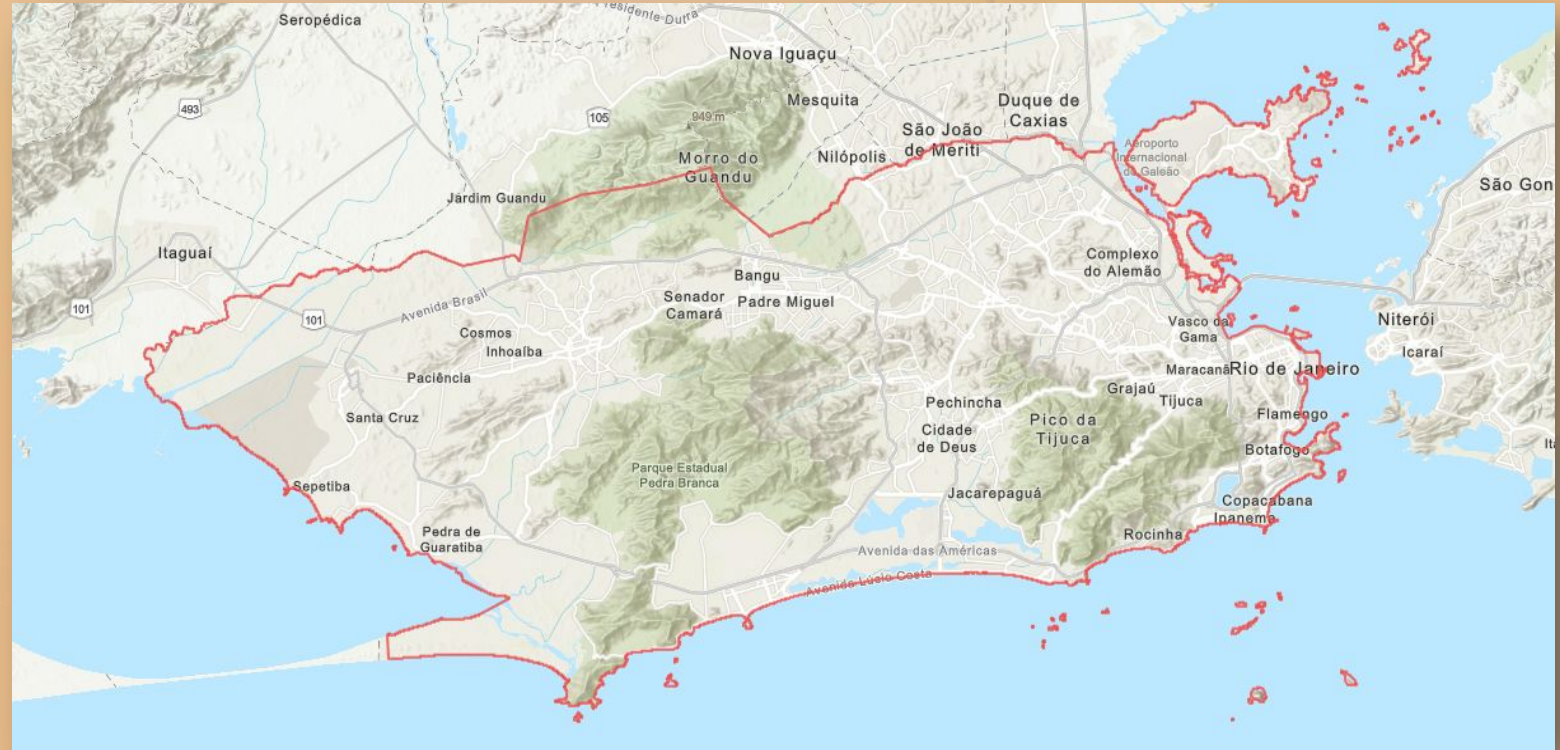 Seropédica
Presidente Dutra
Nova Iguaçu
493
105
949 m
Mesquita
Duque de
Caxias
São João
de Meriti
Nilópolis
Morro do
Guandu
Aeroporto
Internacional
do Galeão
São Gon
Jardim Guandu
Itaguaí
Complexo
do Alemão
Bangu
Senador
Camará
Padre Miguel
101
101
Avenida Brasil
Cosmos
Inhoaíba
Vasco da
Gama
Niterói
Icaraí
Paciência
Maracanã
Rio de Janeiro
Grajaú
Tijuca
Santa Cruz
Pechincha
Pico da
Tijuca
Flamengo
Cidade
de Deus
Botafogo
Ita
Parque Estadual
Pedra Branca
Sepetiba
Jacarepaguá
Copacabana
Ipanema
Pedra de
Guaratiba
Rocinha
Avenida das Américas
Avenida Lúcio Costa